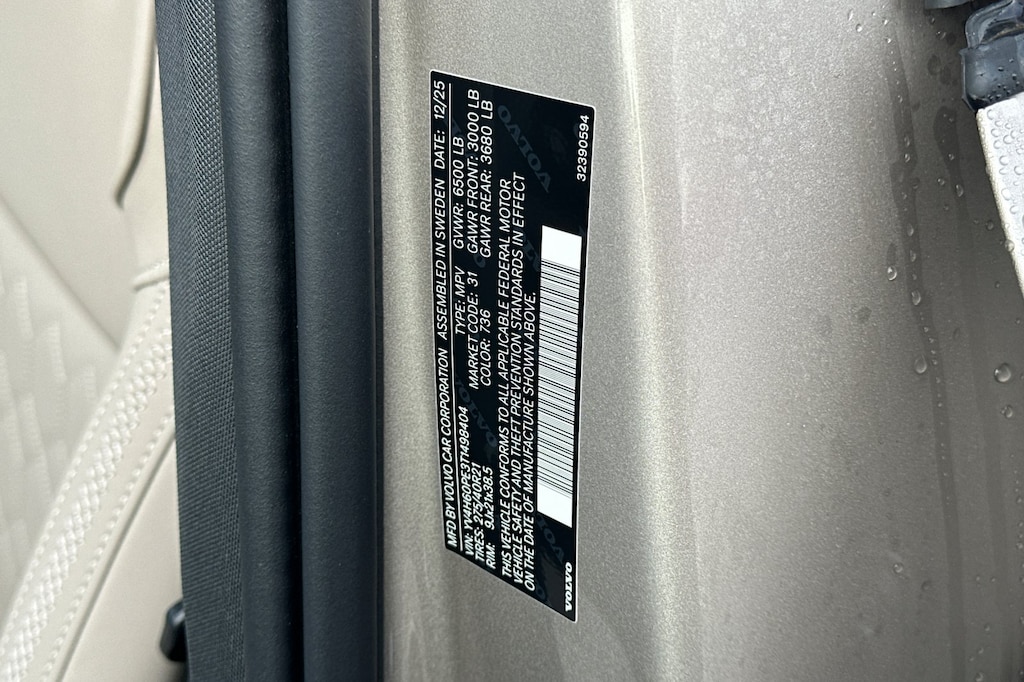 MFD BY VOLVO CAR CORPORATION ASSEMBLED IN SWEDEN DATE: 12/25
VIN: YV4H60PE3T1498404 TYPE: MPV GVWR: 6500 LB
TIRES: 275/40R21 MARKET CODE: 31 GAWR FRONT: 3000 LB
RIM: 9Jx21x38.5 COLOR: 736 GAWR REAR: 3680 LB
THIS VEHICLE CONFORMS TO ALL APPLICABLE FEDERAL MOTOR
VEHICLE SAFETY AND THEFT PREVENTION STANDARDS IN EFFECT
ON THE DATE OF MANUFACTURE SHOWN ABOVE.
VOLVO
32390594